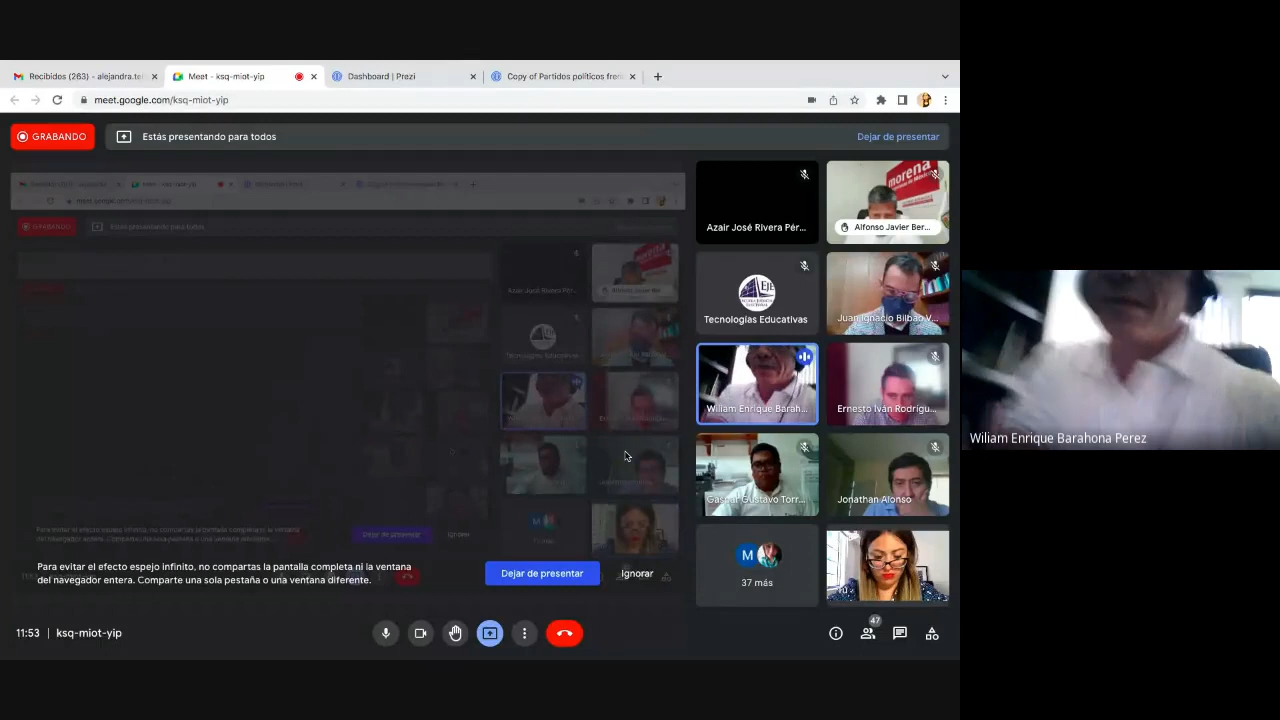 Recibidos (263) - alejandra.te
Meet - ksq-miot-yip
Dashboard | Prezi
Copy of Partidos políticos fren
meet.google.com/ksq-miot-yip
GRABANDO
Estás presentando para todos
Dejar de presentar
Azair José Rivera Pér...
morena
Alfonso Javier Ber...
EJE
Tecnologías Educativas
Juan Ignacio Bilbao V...
Wiliam Enrique Barah...
Ernesto Iván Rodrígu...
Gaspar Gustavo Torr...
Jonathan Alonso
M
37 más
Wiliam Enrique Barahona Perez
Para evitar el efecto espejo infinito, no compartas la pantalla completa ni la ventana
del navegador entera. Comparte una sola pestaña o una ventana diferente.
Dejar de presentar
Ignorar
11:53
ksq-miot-yip
47